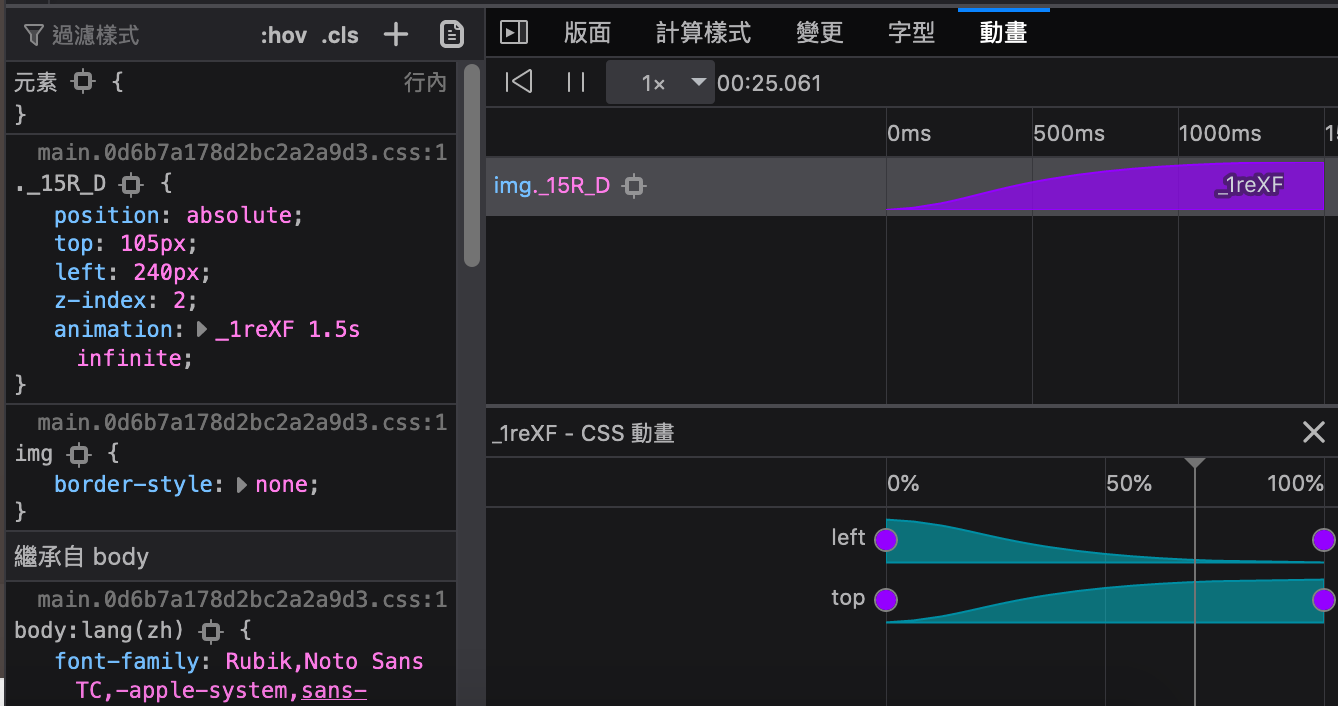 過濾樣式
:hov .cls +
元素 {
行內
}
main.0d6b7a178d2bc2a2a9d3.css:1
._15R_D {
position: absolute;
top: 105px;
left: 240px;
z-index: 2;
animation: _1reXF 1.5s
infinite;
}
main.0d6b7a178d2bc2a2a9d3.css:1
img {
border-style: none;
}
繼承自 body
main.0d6b7a178d2bc2a2a9d3.css:1
body:lang(zh) {
font-family: Rubik,Noto Sans
TC,-apple-system,sans-
版面 計算樣式 變更 字型 動畫
1× 00:25.061
0ms 500ms 1000ms
img._15R_D
_1reXF
_1reXF - CSS 動畫
0% 50% 100%
left
top